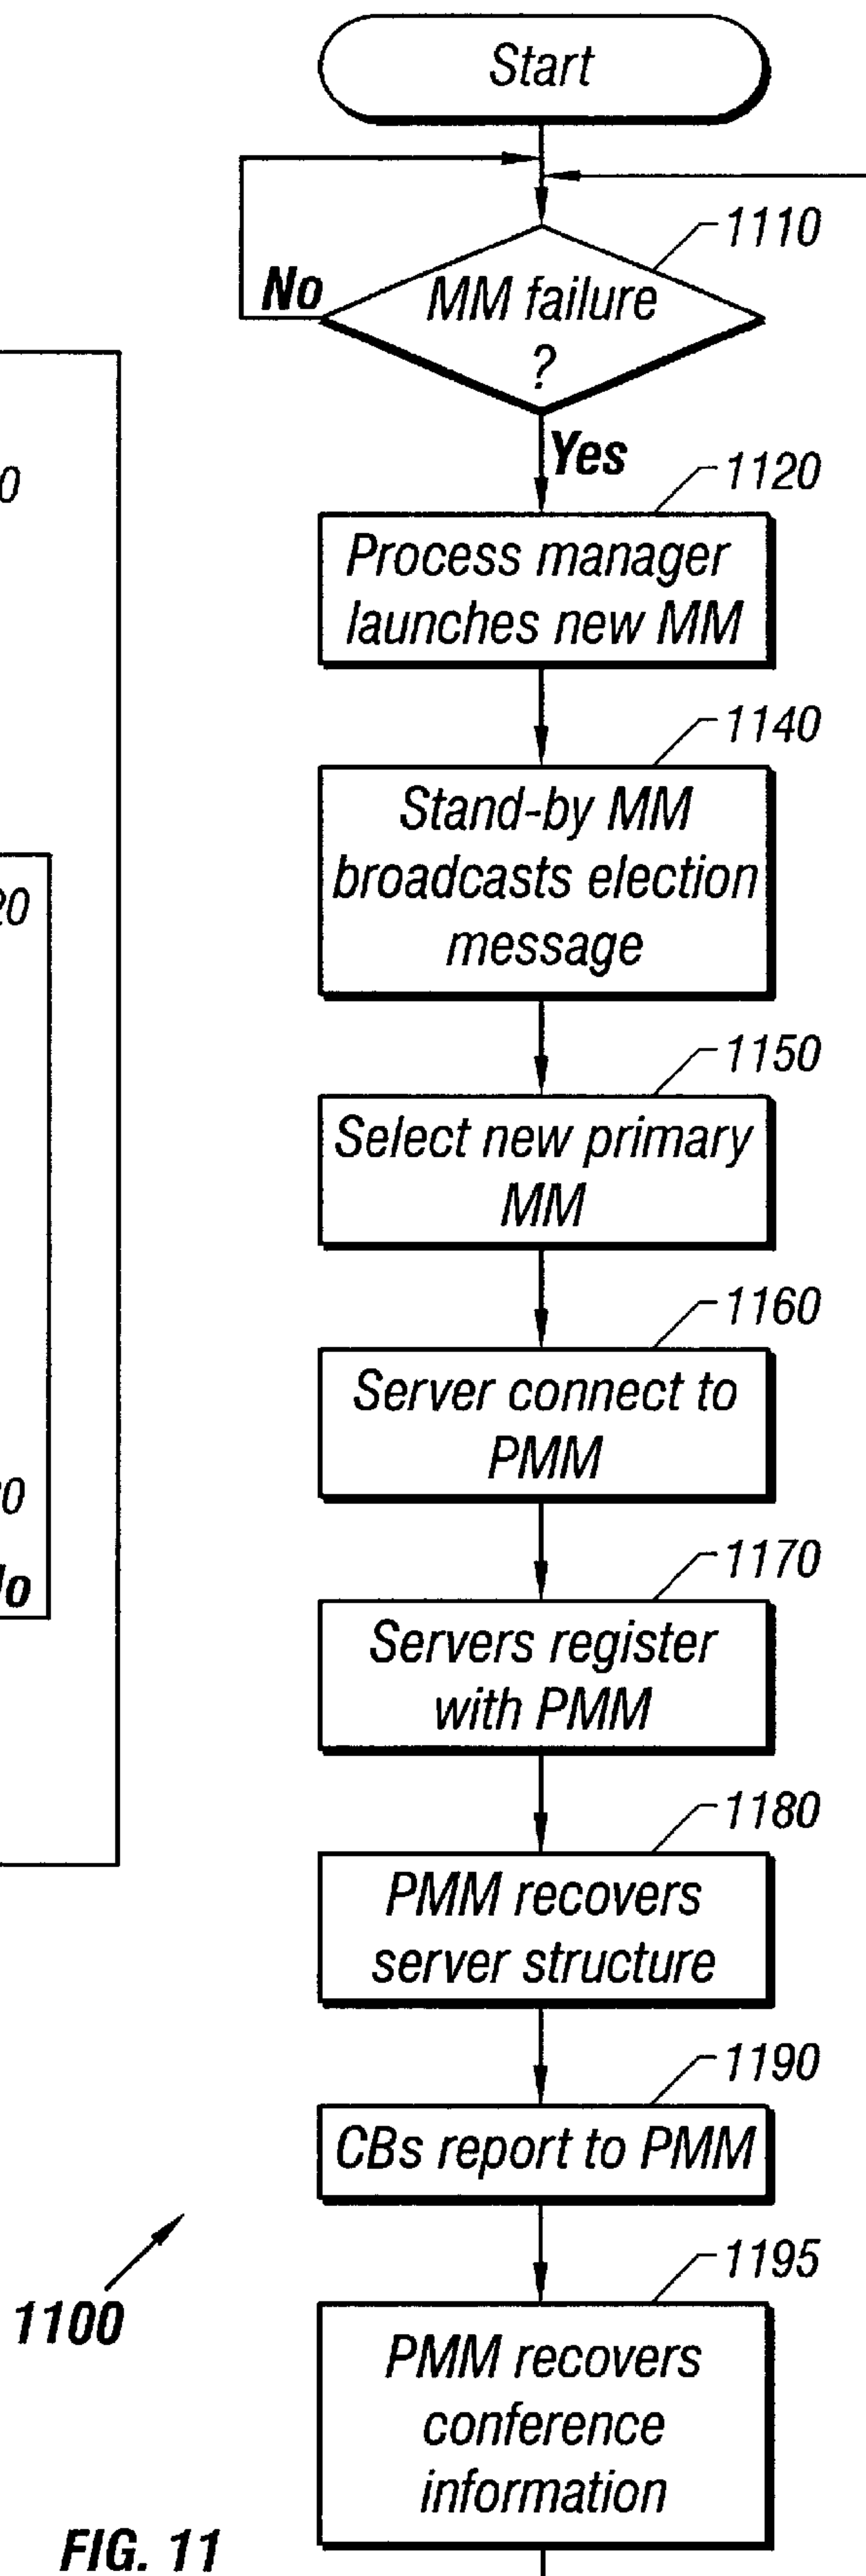 Start
1110
No
MM failure
?
Yes
1120
Process manager
launches new MM
1140
Stand-by MM
broadcasts election
message
1150
Select new primary
MM
1160
Server connect to
PMM
1170
Servers register
with PMM
1180
PMM recovers
server structure
1190
CBs report to PMM
1195
PMM recovers
conference
information
1100
FIG. 11